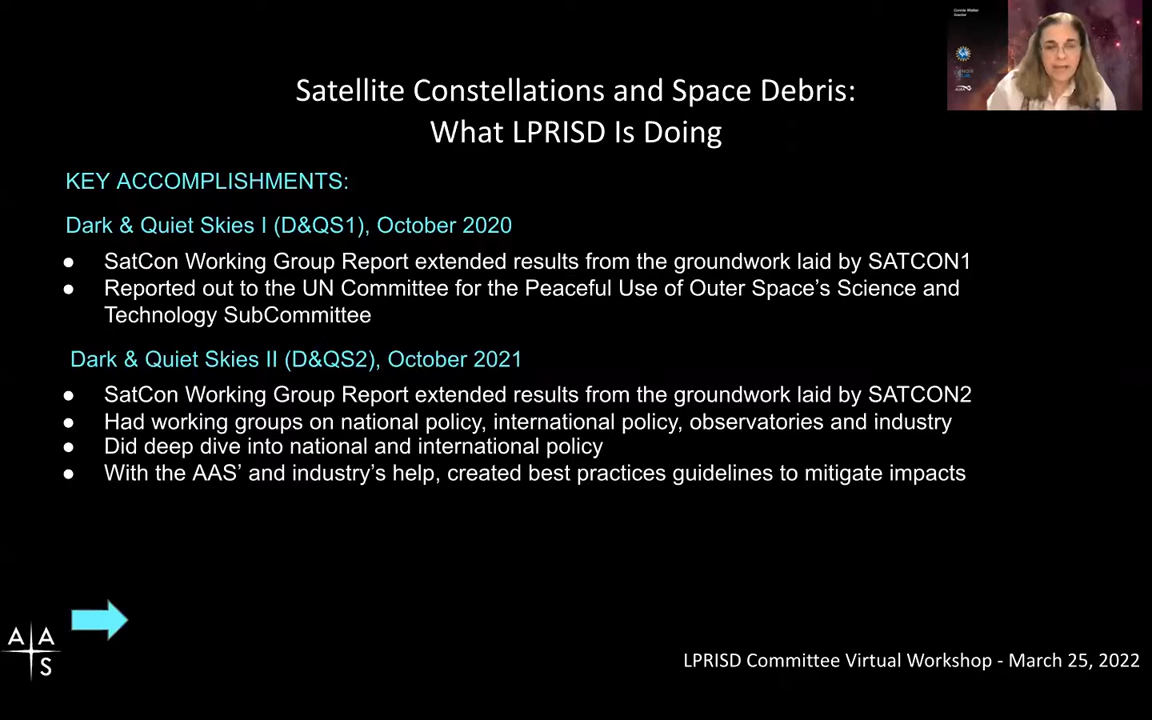 Connie Walker
Satellite Constellations and Space Debris:
What LPRISD Is Doing
KEY ACCOMPLISHMENTS:
Dark & Quiet Skies I (D&QS1), October 2020
● SatCon Working Group Report extended results from the groundwork laid by SATCON1
● Reported out to the UN Committee for the Peaceful Use of Outer Space’s Science and
Technology SubCommittee
Dark & Quiet Skies II (D&QS2), October 2021
● SatCon Working Group Report extended results from the groundwork laid by SATCON2
● Had working groups on national policy, international policy, observatories and industry
● Did deep dive into national and international policy
● With the AAS’ and industry’s help, created best practices guidelines to mitigate impacts
A A
S
LPRISD Committee Virtual Workshop - March 25, 2022